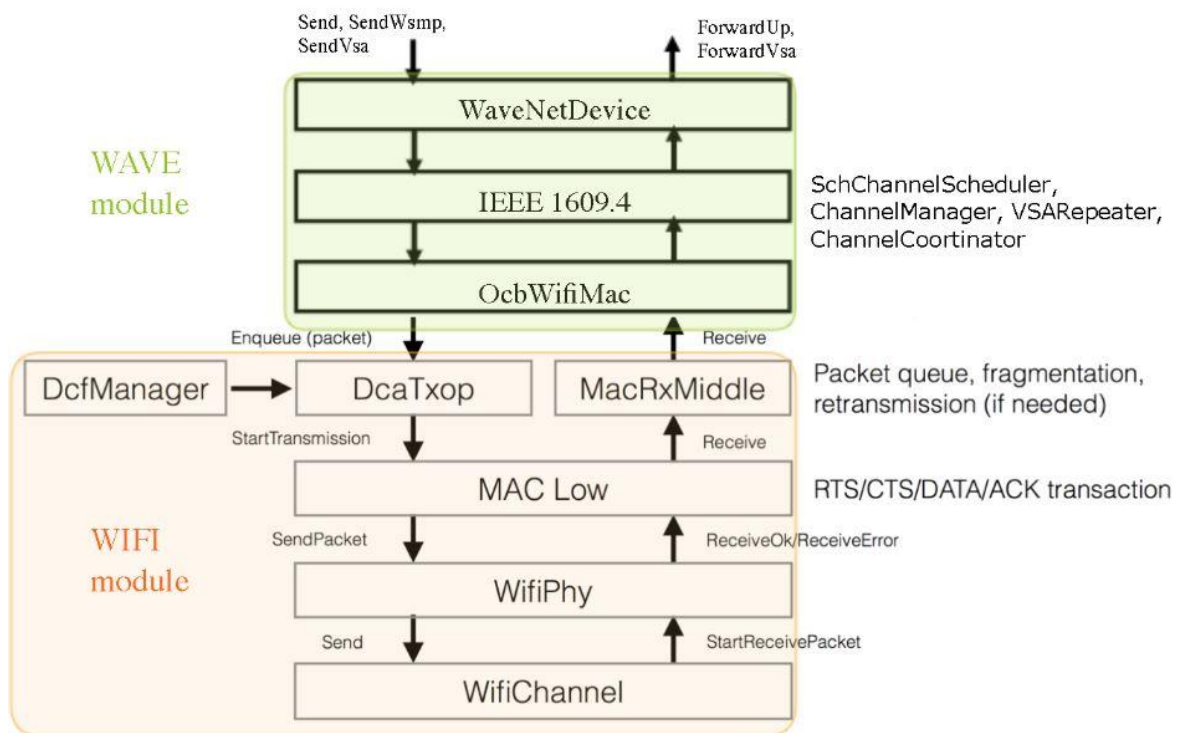 Send, SendWsmp,
SendVsa
ForwardUp,
ForwardVsa
WaveNetDevice
WAVE
module
IEEE 1609.4
SchChannelScheduler,
ChannelManager, VSARepeater,
ChannelCoortinator
OcbWifiMac
Enqueue (packet)
Receive
DcfManager
DcaTxop
MacRxMiddle
Packet queue, fragmentation,
retransmission (if needed)
StartTransmission
Receive
MAC Low
RTS/CTS/DATA/ACK transaction
WIFI
module
SendPacket
ReceiveOk/ReceiveError
WifiPhy
Send
StartReceivePacket
WifiChannel